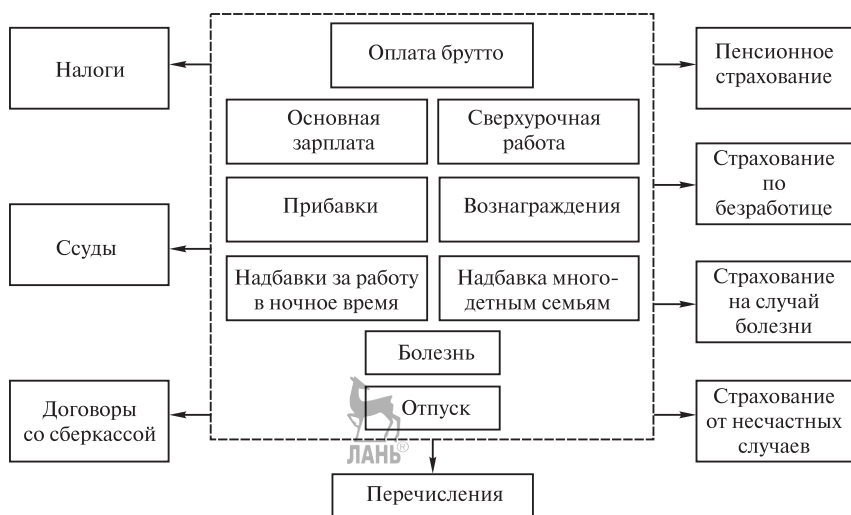 Налоги
Ссуды
Договоры
со сберкассой
Оплата брутто
Основная
зарплата
Сверхурочная
работа
Прибавки
Вознаграждения
Надбавки за работу
в ночное время
Надбавка много-
детным семьям
Болезнь
Отпуск
ЛАНЬ®
Перечисления
Пенсионное
страхование
Страхование
по
безработице
Страхование
на случай
болезни
Страхование
от несчастных
случаев